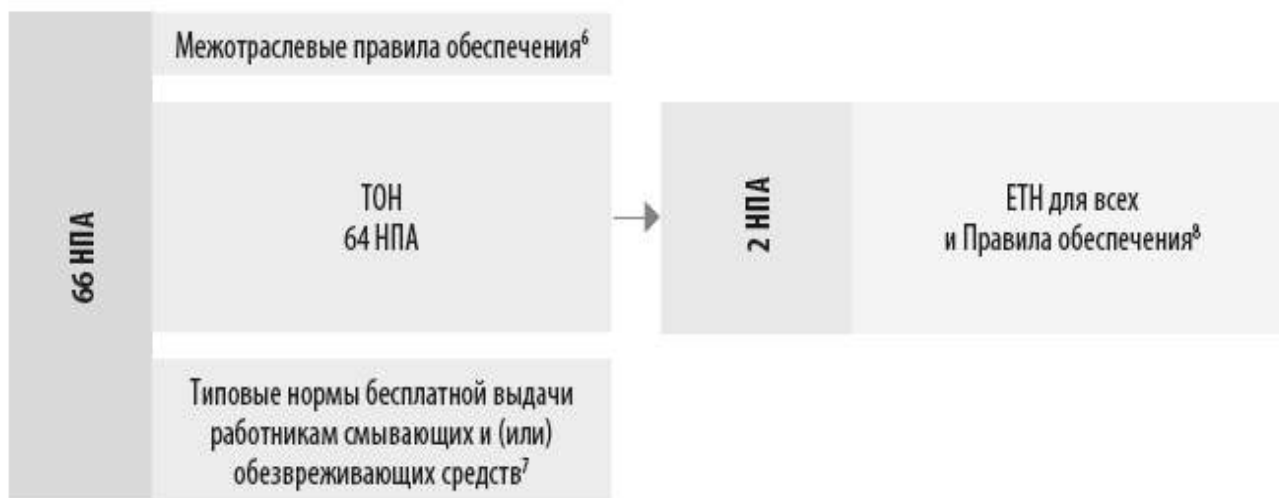 66 НПА
Межотраслевые правила обеспечения⁶
ТОН
64 НПА
Типовые нормы бесплатной выдачи
работникам смывающих и (или)
обезвреживающих средств⁷
2 НПА
ЕТН для всех
и Правила обеспечения⁸